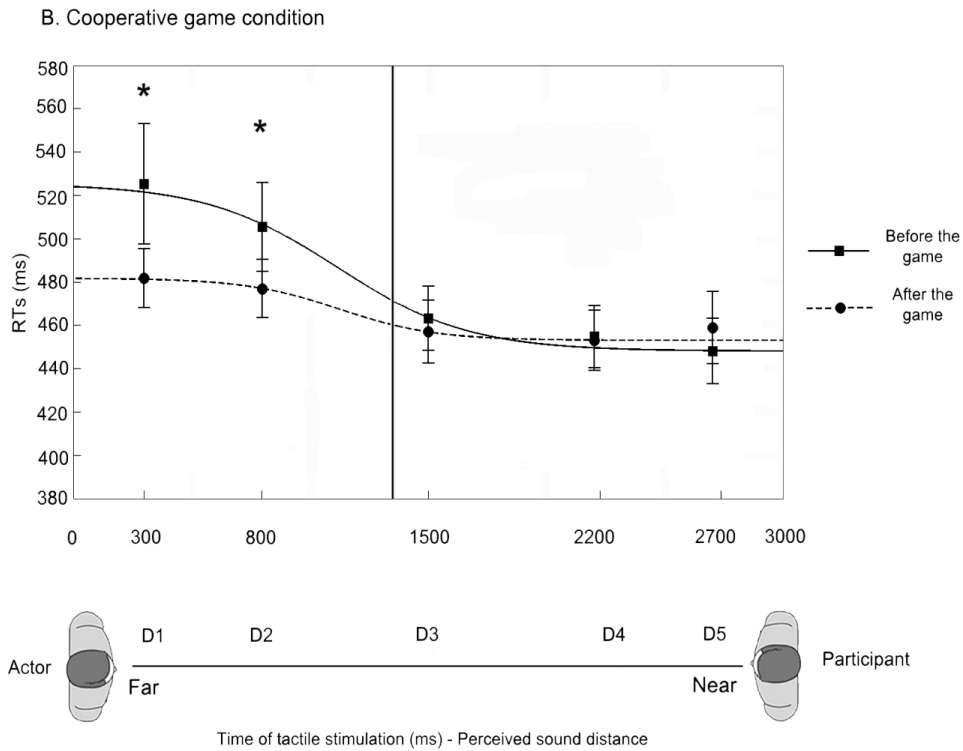 B. Cooperative game condition
580
560
540
520
500
480
460
440
420
400
380
RTs (ms)
*
*
Before the
game
After the
game
0 300 800 1500 2200 2700 3000
D1 D2 D3 D4 D5
Actor
Participant
Far Near
Time of tactile stimulation (ms) - Perceived sound distance